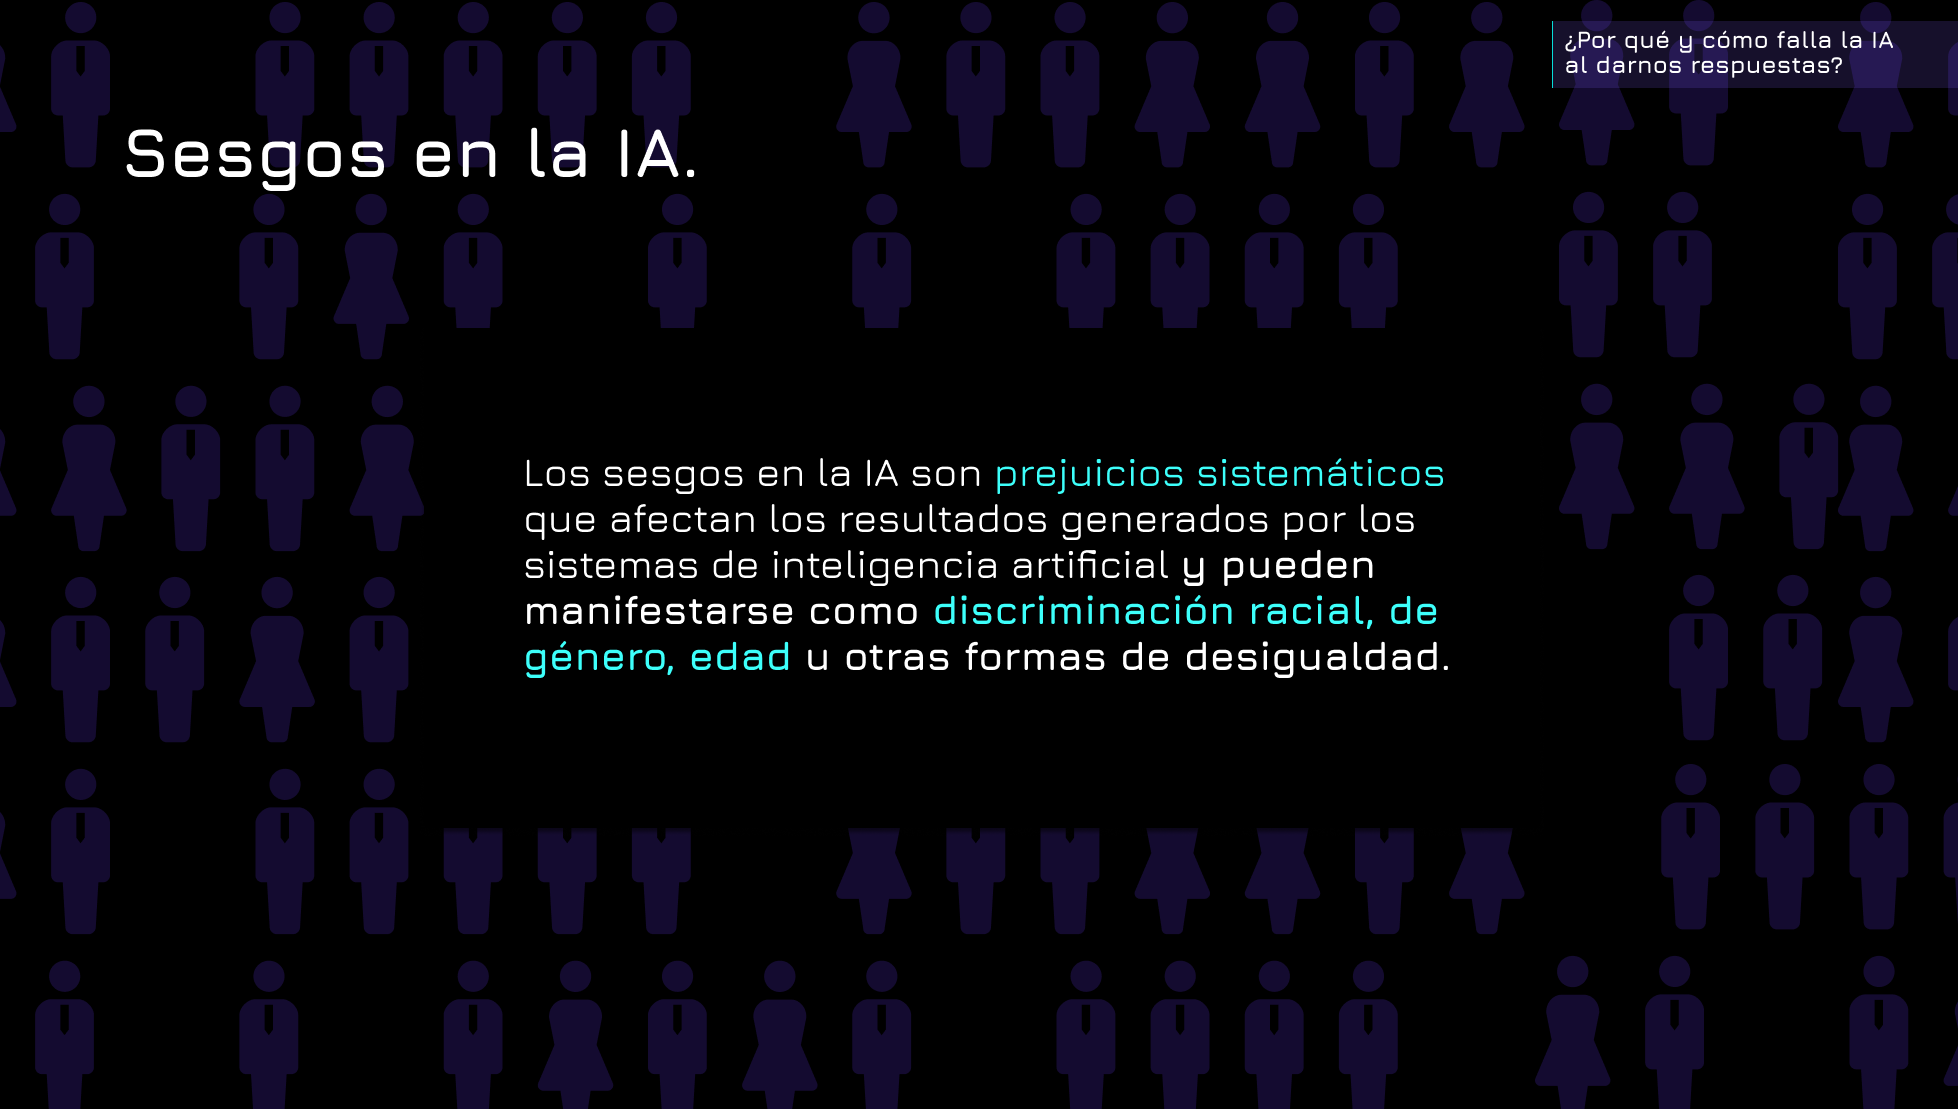 ¿Por qué y cómo falla la IA
al darnos respuestas?
Sesgos en la IA.
Los sesgos en la IA son prejuicios sistemáticos
que afectan los resultados generados por los
sistemas de inteligencia artificial y pueden
manifestarse como discriminación racial, de
género, edad u otras formas de desigualdad.